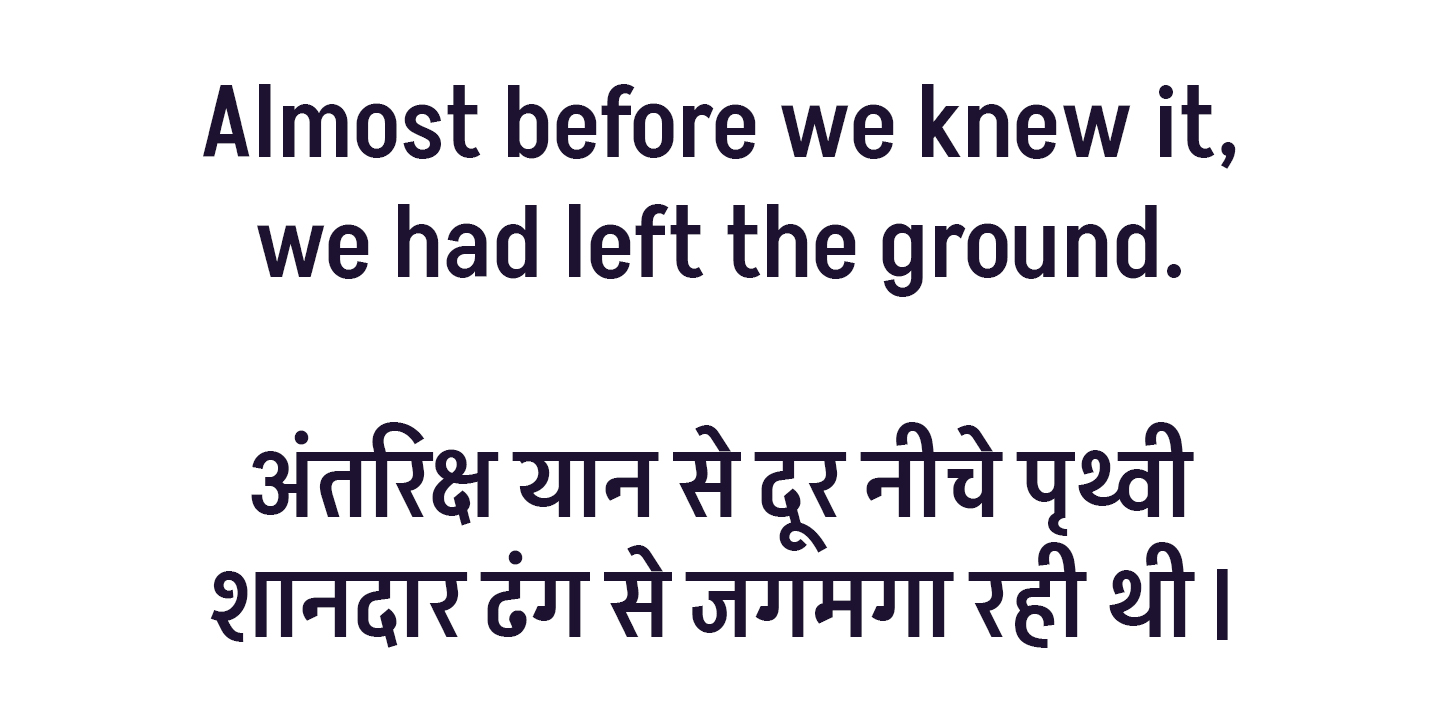 Almost before we knew it,
we had left the ground.
अंतरिक्ष यान से दूर नीचे पृथ्वी
शानदार ढंग से जगमगा रही थी।